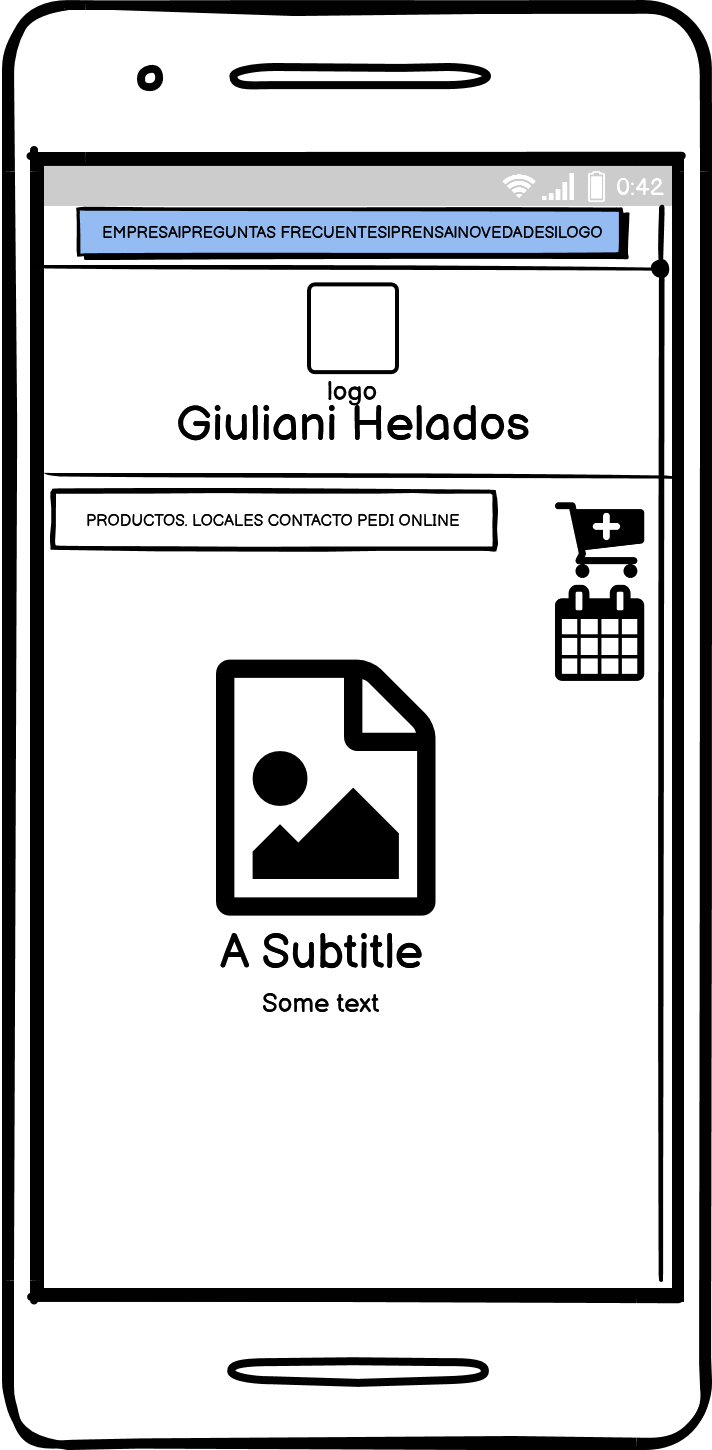 0:42
EMPRESAIPREGUNTAS FRECUENTESIPRENSAINOVEDADESILOGO
logo
Giuliani Helados
PRODUCTOS. LOCALES CONTACTO PEDI ONLINE
A Subtitle
Some text